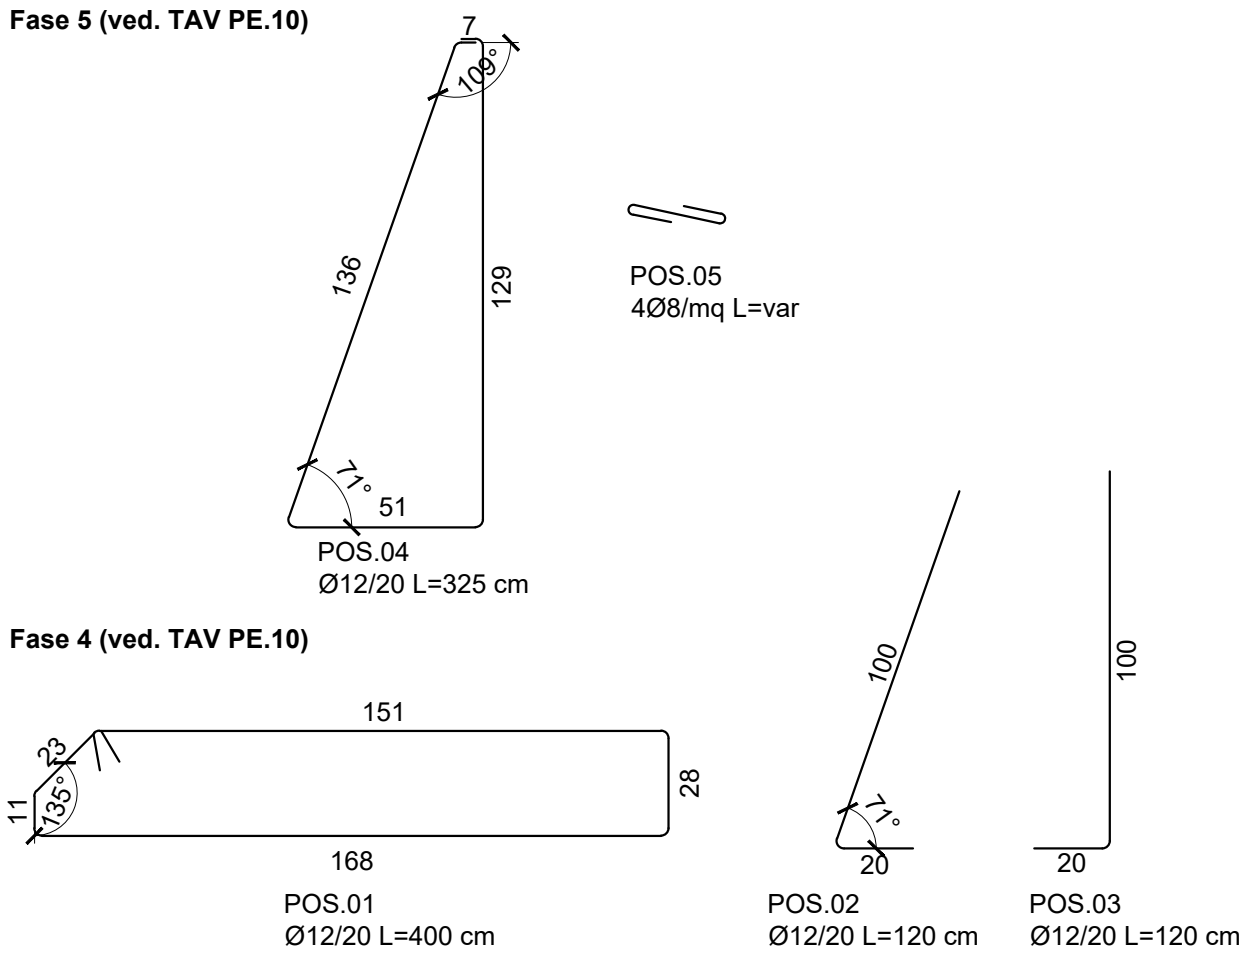 Fase 5 (ved. TAV PE.10)
7
109°
136
129
71°
51
POS.04
Ø12/20 L=325 cm
POS.05
4Ø8/mq L=var
Fase 4 (ved. TAV PE.10)
151
23
11
135°
28
168
POS.01
Ø12/20 L=400 cm
100
71°
20
POS.02
Ø12/20 L=120 cm
100
20
POS.03
Ø12/20 L=120 cm